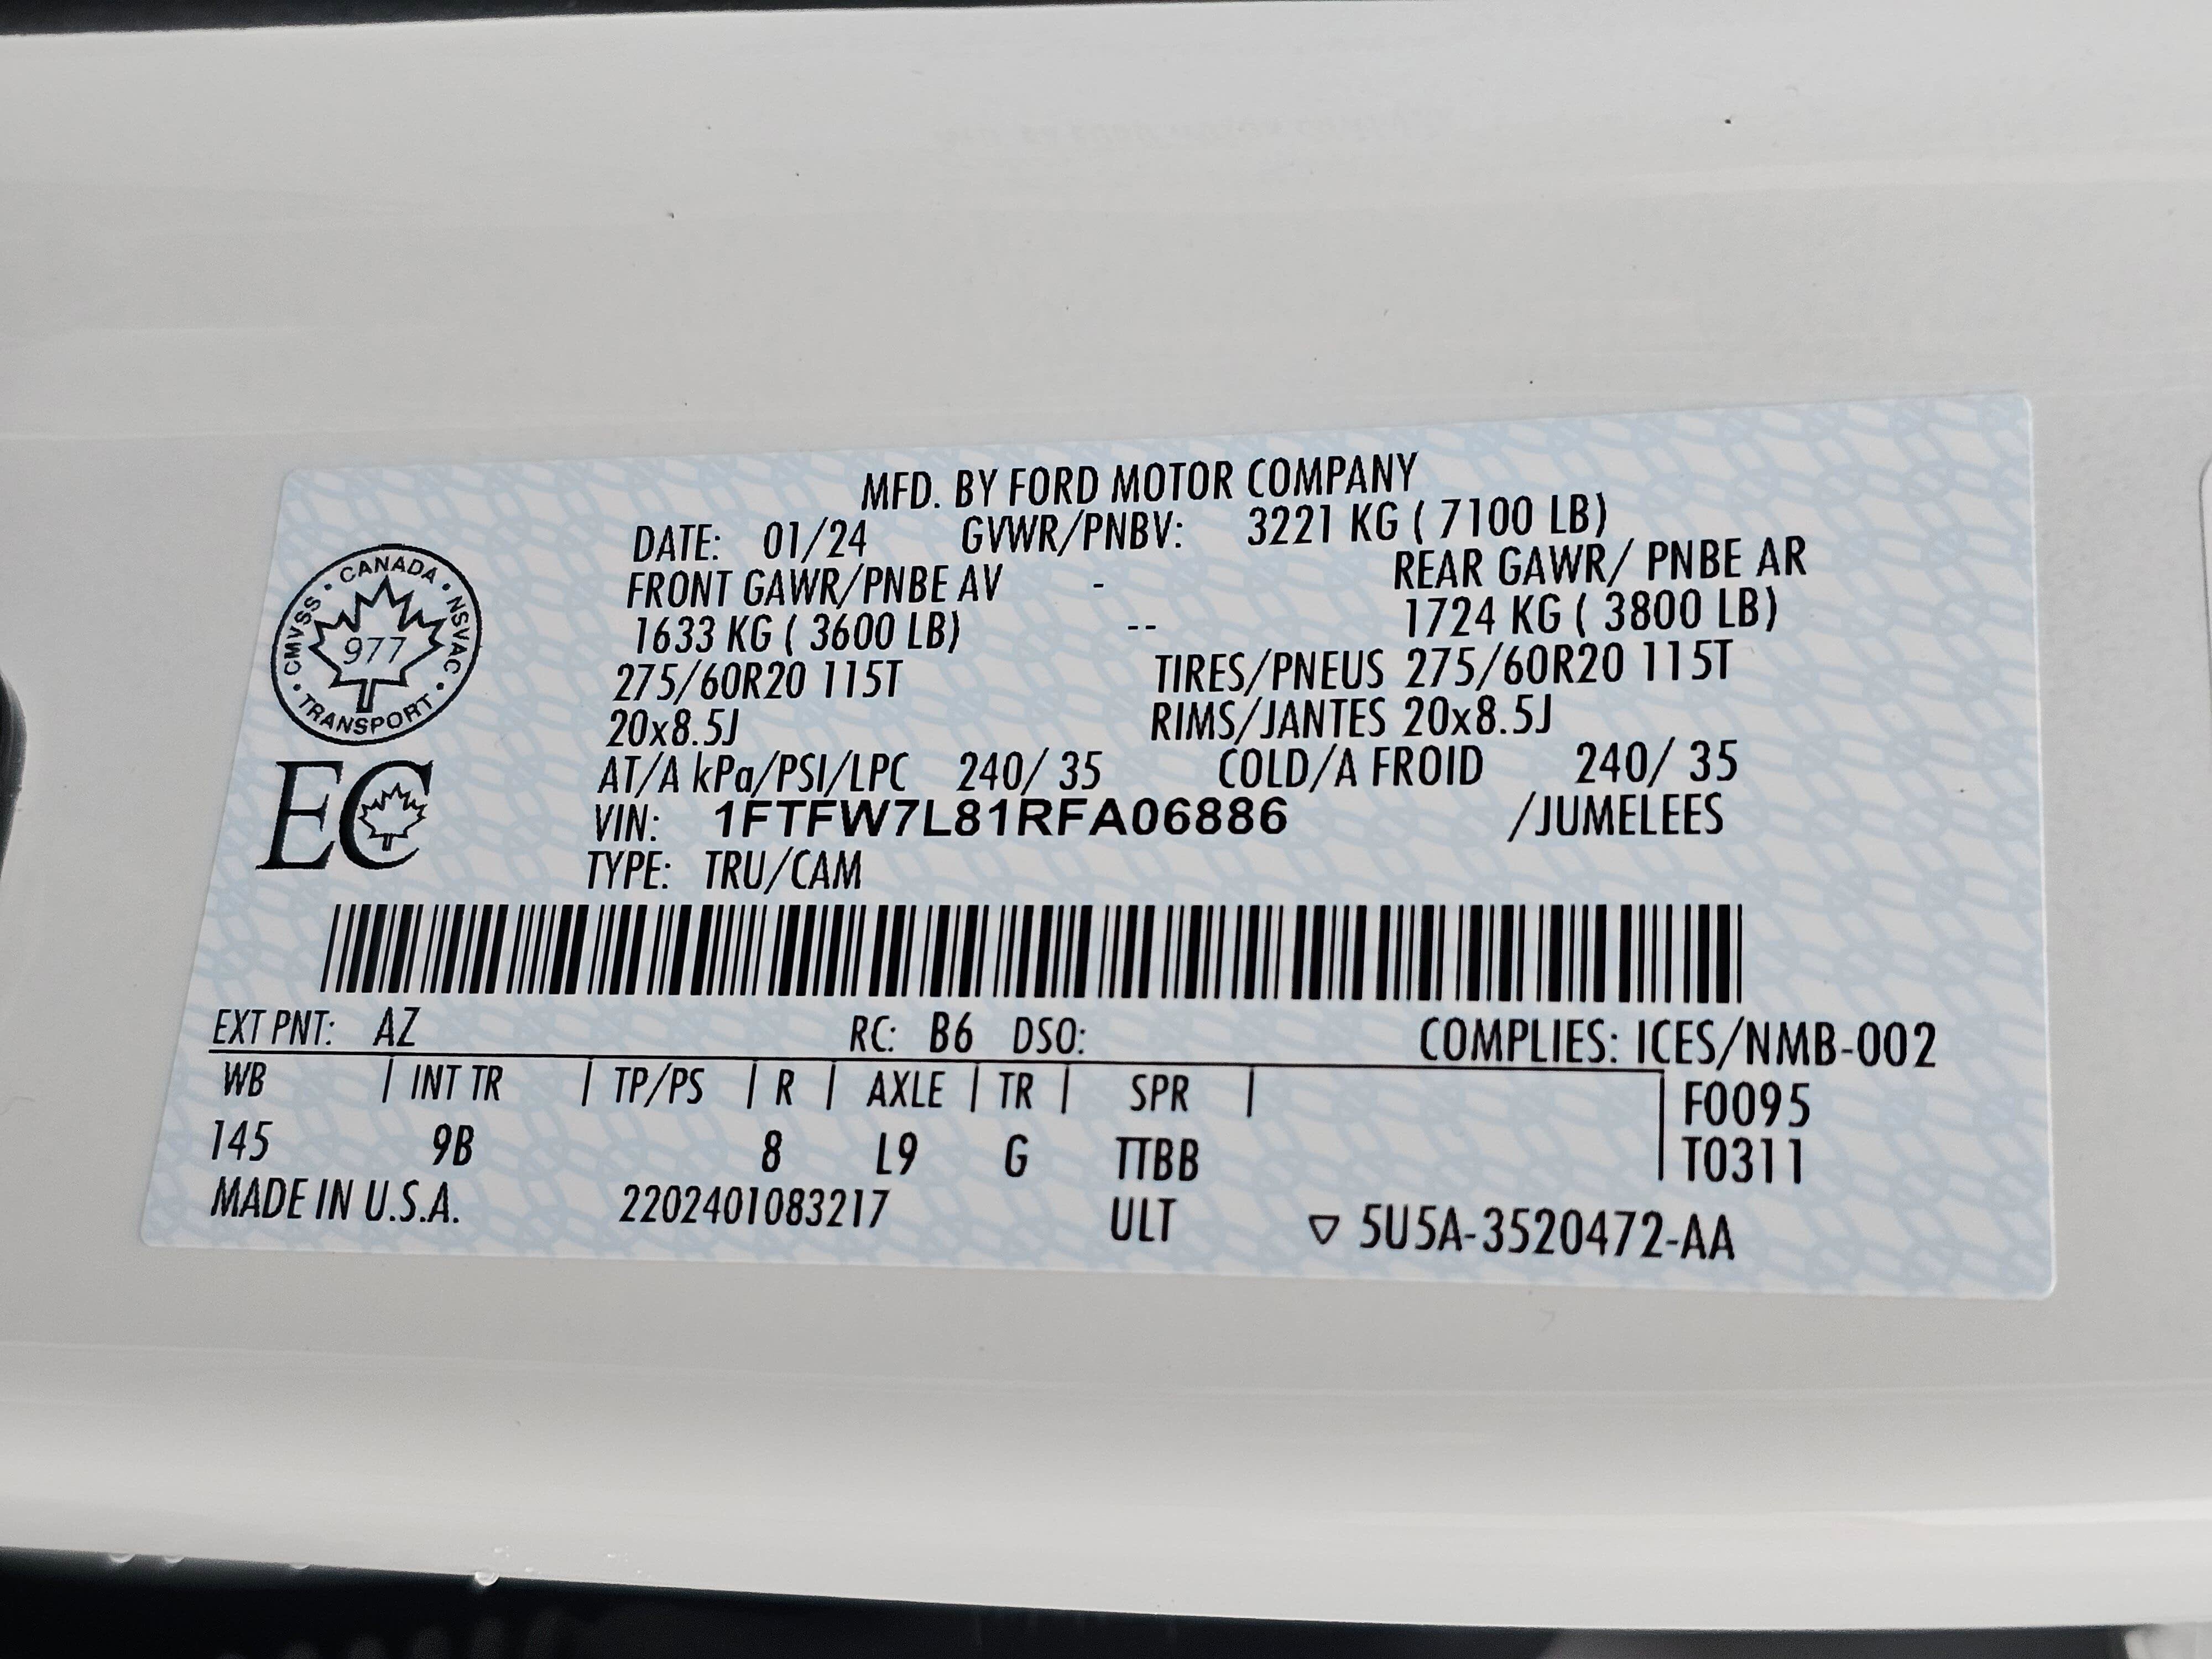 MFD. BY FORD MOTOR COMPANY
DATE: 01/24 GVWR/PNBV: 3221 KG ( 7100 LB)
FRONT GAWR/PNBE AV - REAR GAWR/ PNBE AR
1633 KG ( 3600 LB) -- 1724 KG ( 3800 LB)
275/60R20 115T TIRES/PNEUS 275/60R20 115T
20x8.5J RIMS/JANTES 20x8.5J
AT/A kPa/PSI/LPC 240/ 35 COLD/A FROID 240/ 35
VIN: 1FTFW7L81RFA06886 /JUMELEES
TYPE: TRU/CAM
CANADA • NSVAC • TRANSPORT • CMVSS •
977
EC
EXT PNT: AZ RC: B6 DSO: COMPLIES: ICES/NMB-002
WB | INT TR | TP/PS | R | AXLE | TR | SPR | F0095
145 9B 8 L9 G TTBB T0311
MADE IN U.S.A. 2202401083217 ULT ▽ 5U5A-3520472-AA